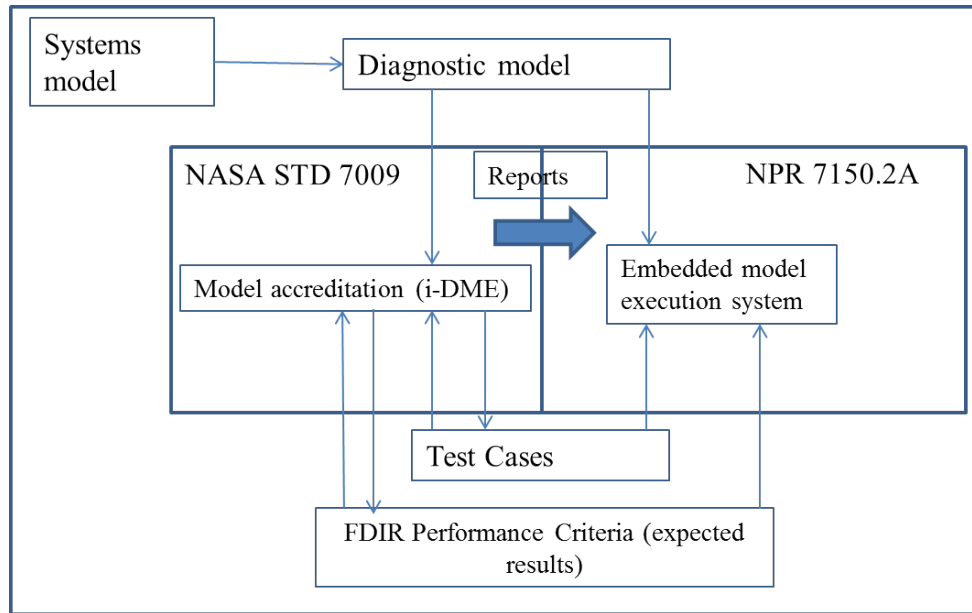 Systems
model
Diagnostic model
NASA STD 7009
Reports
NPR 7150.2A
Model accreditation (i-DME)
Embedded model
execution system
Test Cases
FDIR Performance Criteria (expected
results)